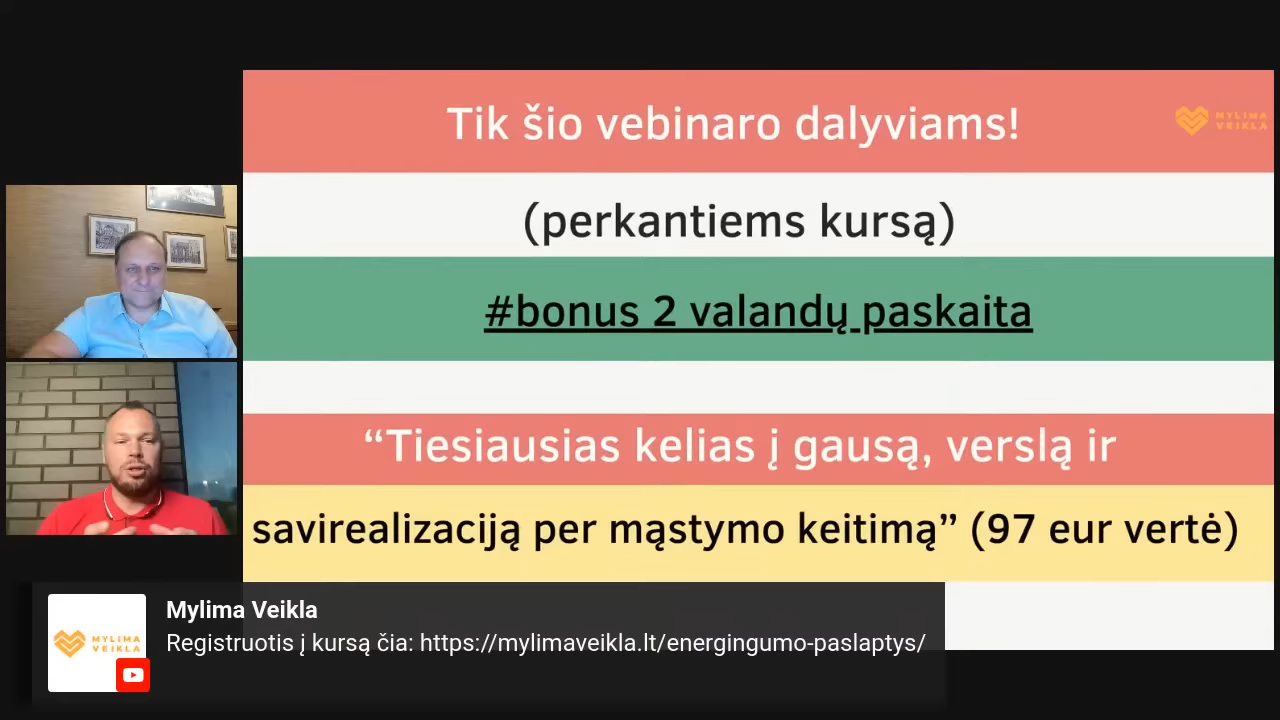 Tik šio vebinaro dalyviams!
MYLIMA
VEIKLA
(perkantiems kursą)
#bonus 2 valandų paskaita
“Tiesiausias kelias į gausą, verslą ir
savirealizaciją per mąstymo keitimą” (97 eur vertė)
Mylima Veikla
Registruotis į kursą čia: https://mylimaveikla.lt/energingumo-paslaptys/
MYLIMA
VEIKLA